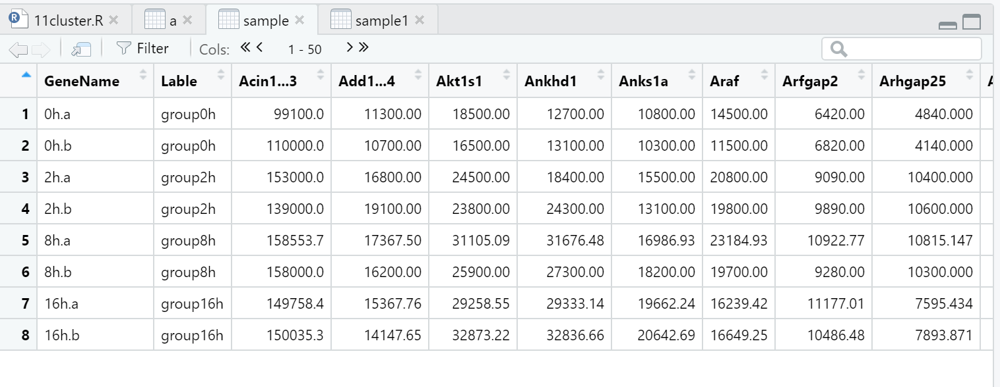 R 11cluster.R a sample sample1
Filter Cols: 1 - 50
GeneName Lable Acin1...3 Add1...4 Akt1s1 Ankhd1 Anks1a Araf Arfgap2 Arhgap25
1 0h.a group0h 99100.0 11300.00 18500.00 12700.00 10800.00 14500.00 6420.00 4840.000
2 0h.b group0h 110000.0 10700.00 16500.00 13100.00 10300.00 11500.00 6820.00 4140.000
3 2h.a group2h 153000.0 16800.00 24500.00 18400.00 15500.00 20800.00 9090.00 10400.000
4 2h.b group2h 139000.0 19100.00 23800.00 24300.00 13100.00 19800.00 9890.00 10600.000
5 8h.a group8h 158553.7 17367.50 31105.09 31676.48 16986.93 23184.93 10922.77 10815.147
6 8h.b group8h 158000.0 16200.00 25900.00 27300.00 18200.00 19700.00 9280.00 10300.000
7 16h.a group16h 149758.4 15367.76 29258.55 29333.14 19662.24 16239.42 11177.01 7595.434
8 16h.b group16h 150035.3 14147.65 32873.22 32836.66 20642.69 16649.25 10486.48 7893.871